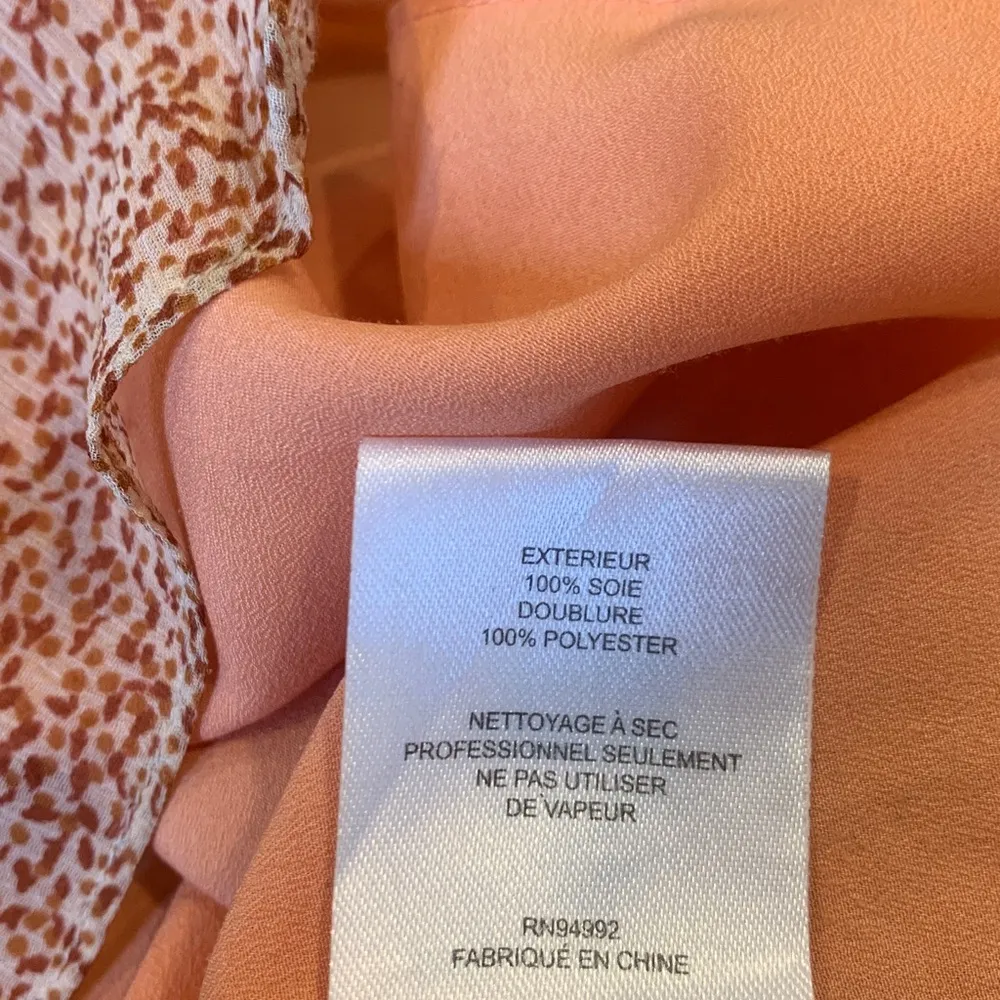 EXTERIEUR
100% SOIE
DOUBLURE
100% POLYESTER
NETTOYAGE À SEC
PROFESSIONNEL SEULEMENT
NE PAS UTILISER
DE VAPEUR
RN94992
FABRIQUÉ EN CHINE